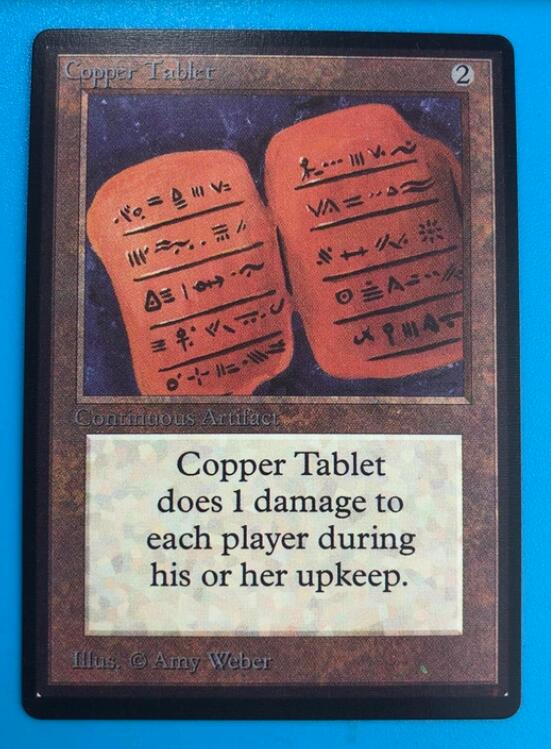 Copper Tablet 2
Continuous Artifact
Copper Tablet
does 1 damage to
each player during
his or her upkeep.
Illus. © Amy Weber